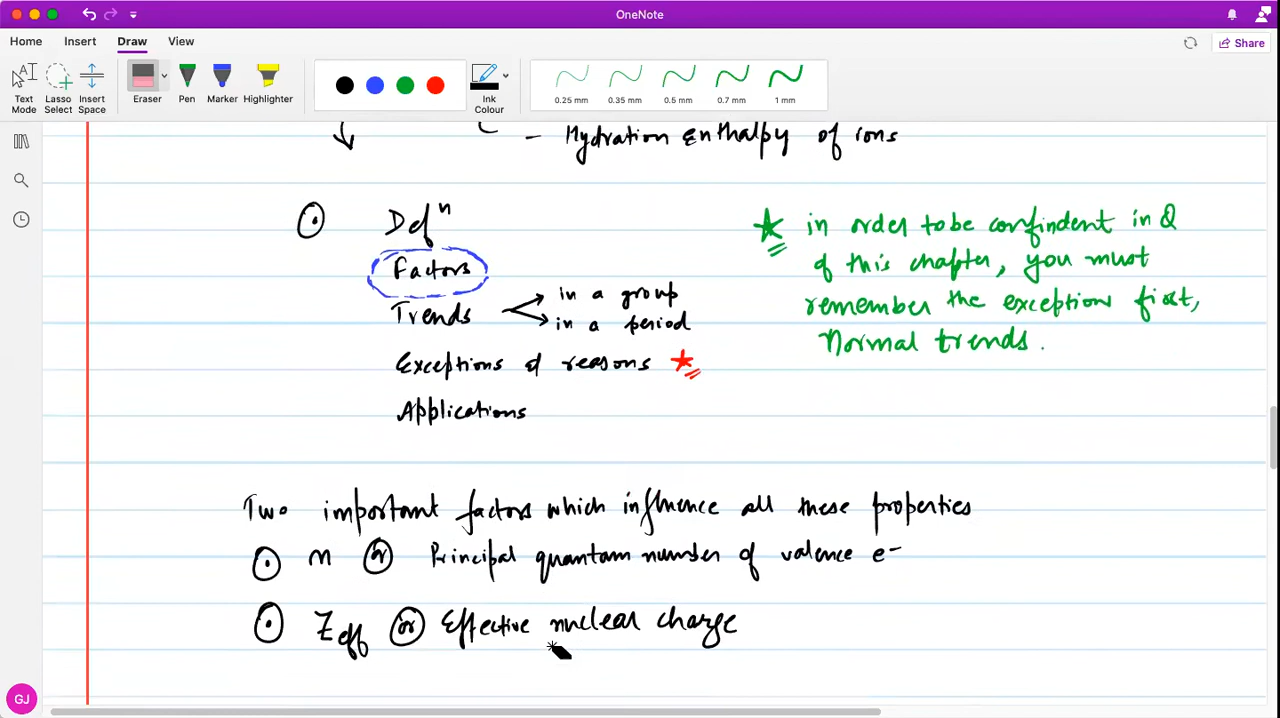 OneNote
Home Insert Draw View
Share
Text Mode
Lasso Select
Insert Space
Eraser
Pen
Marker
Highlighter
Ink Colour
0.25 mm 0.35 mm 0.5 mm 0.7 mm 1 mm
- Hydration Enthalpy of ions
Defn
Factors
Trends
in a group
in a period
Exceptions & reasons
Applications
in order to be confindent in Q
of this chapter, you must
remember the exceptions first,
Normal trends.
Two important factors which influence all these properties
n or Principal quantam number of valence e-
Zeff or Effective nuclear charge
GJ